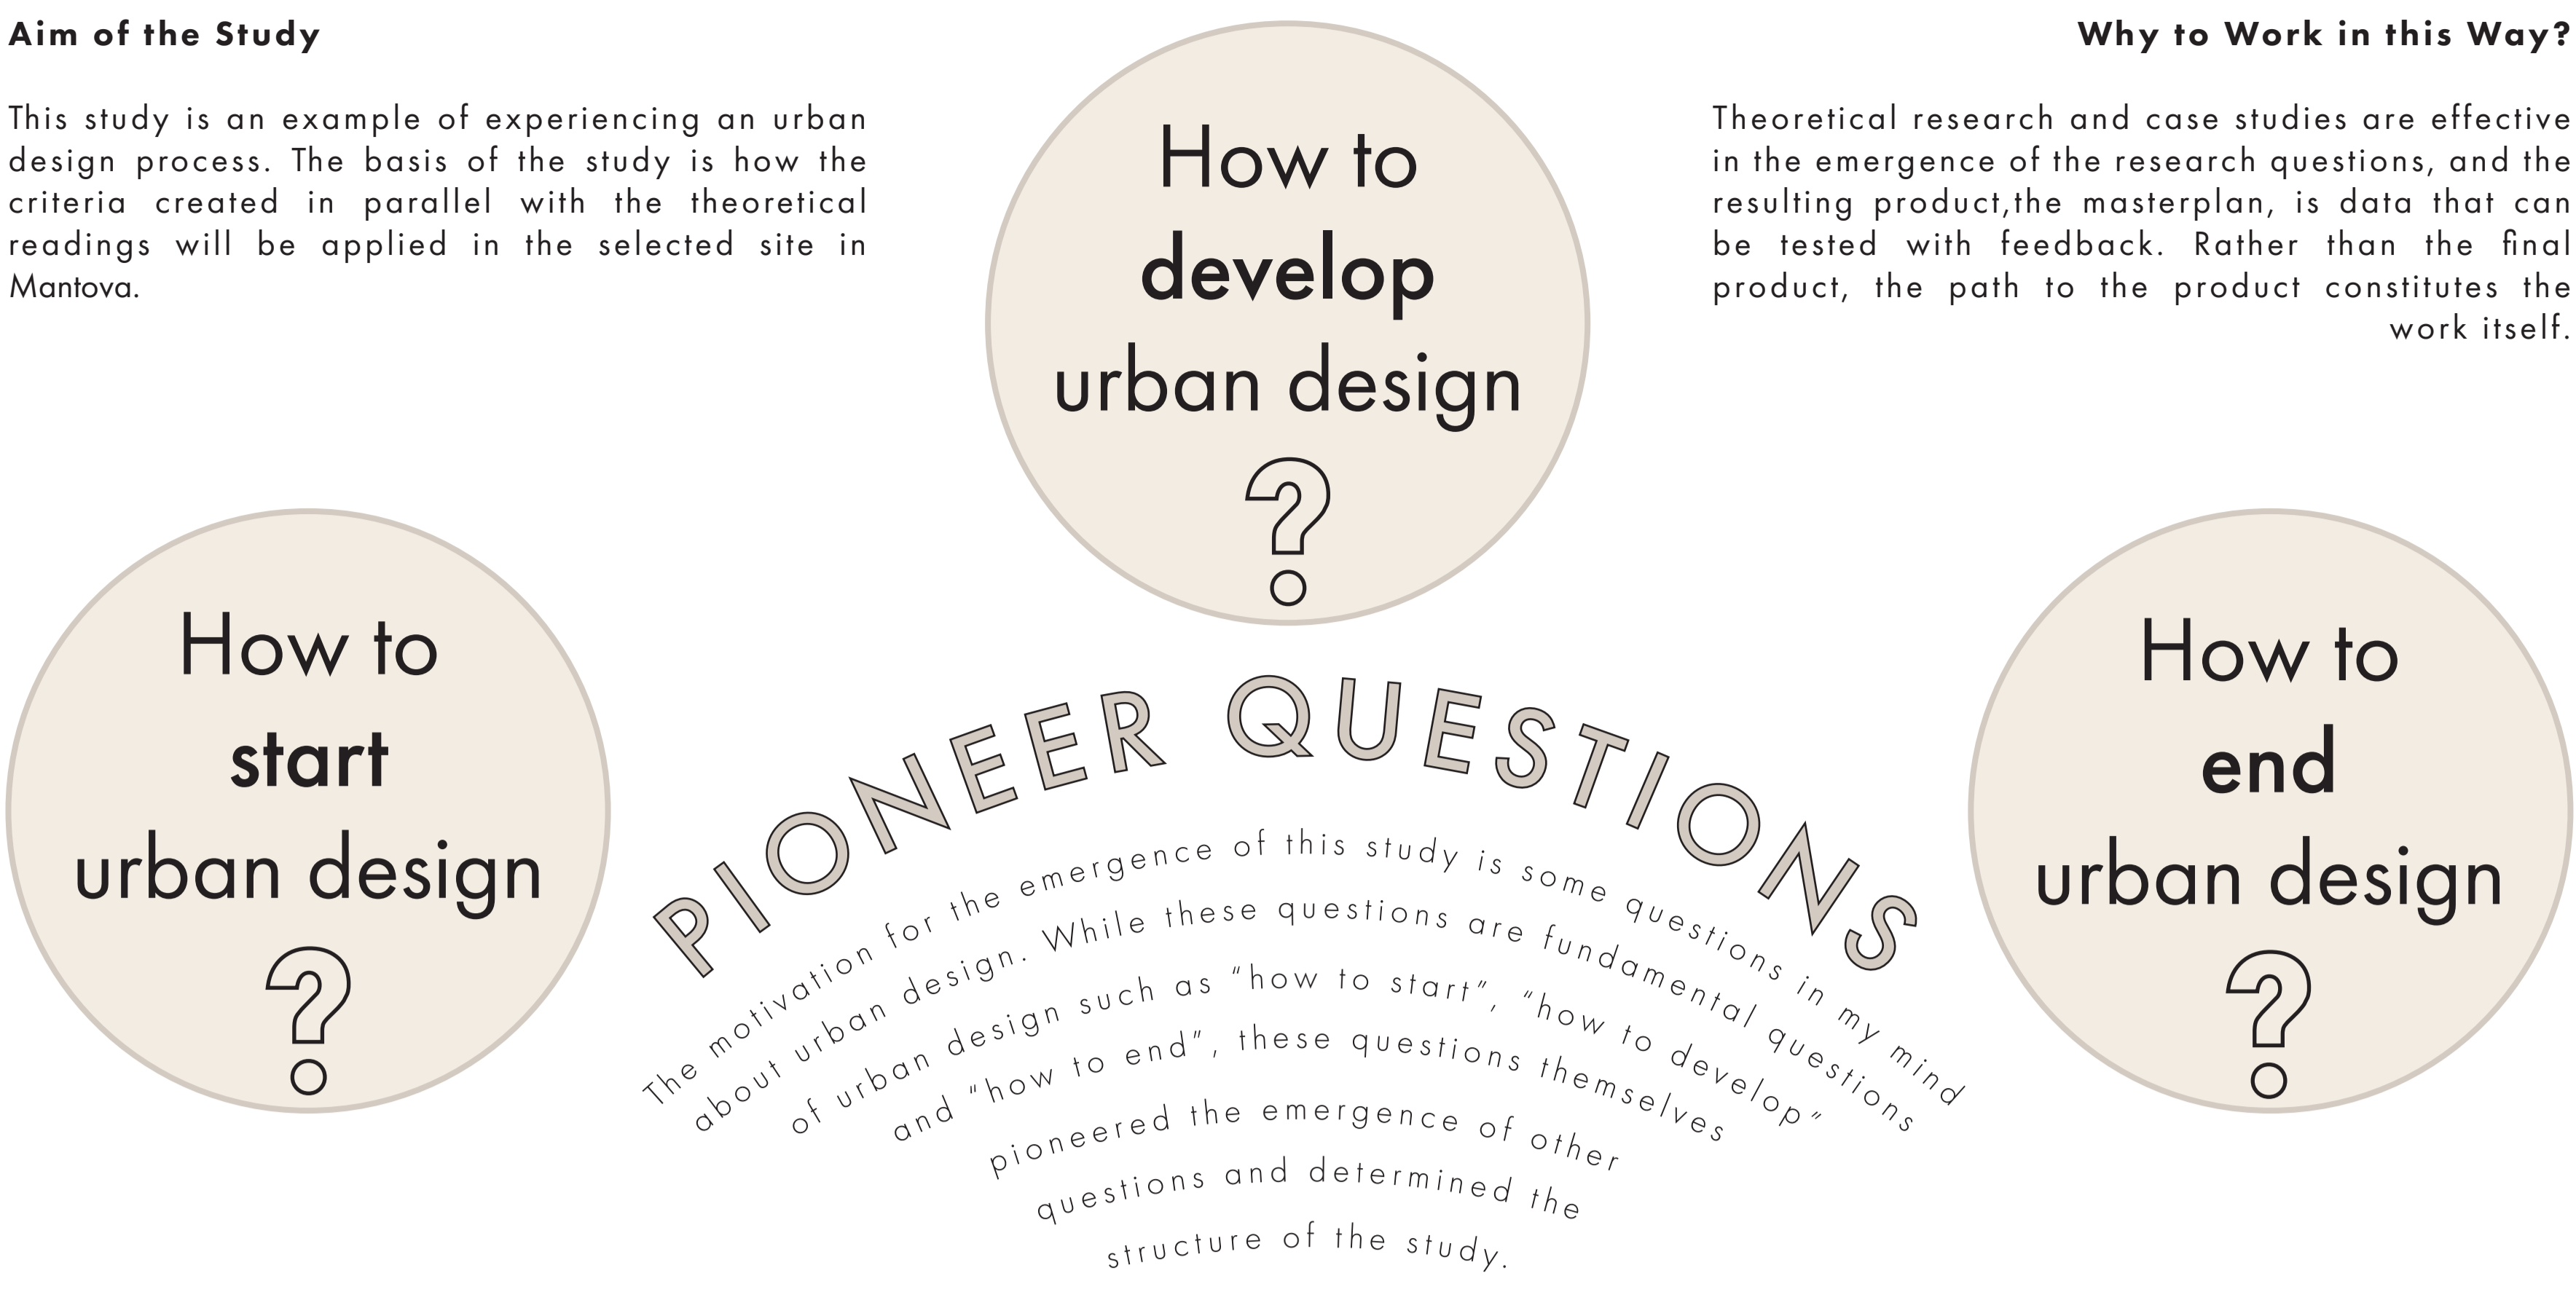 Aim of the Study
This study is an example of experiencing an urban
design process. The basis of the study is how the
criteria created in parallel with the theoretical
readings will be applied in the selected site in
Mantova.
How to
develop
urban design
?
Why to Work in this Way?
Theoretical research and case studies are effective
in the emergence of the research questions, and the
resulting product,the masterplan, is data that can
be tested with feedback. Rather than the final
product, the path to the product constitutes the
work itself.
How to
start
urban design
?
PIONEER QUESTIONS
The motivation for the emergence of this study is some questions in my mind
about urban design. While these questions are fundamental questions
of urban design such as “how to start”, “how to develop”
and “how to end”, these questions themselves
pioneered the emergence of other
questions and determined the
structure of the study.
How to
end
urban design
?